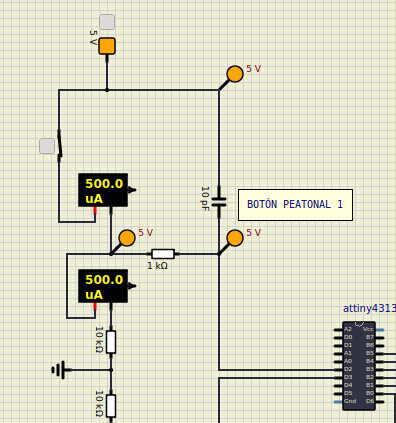 5 V
5 V
500.0
uA
10 pF
BOTÓN PEATONAL 1
5 V
5 V
1 kΩ
500.0
uA
attiny4313
10 kΩ
A2 Vcc
D0 B7
D1 B6
A1 B5
A0 B4
D2 B3
D3 B2
D4 B1
D5 B0
Gnd D6
10 kΩ